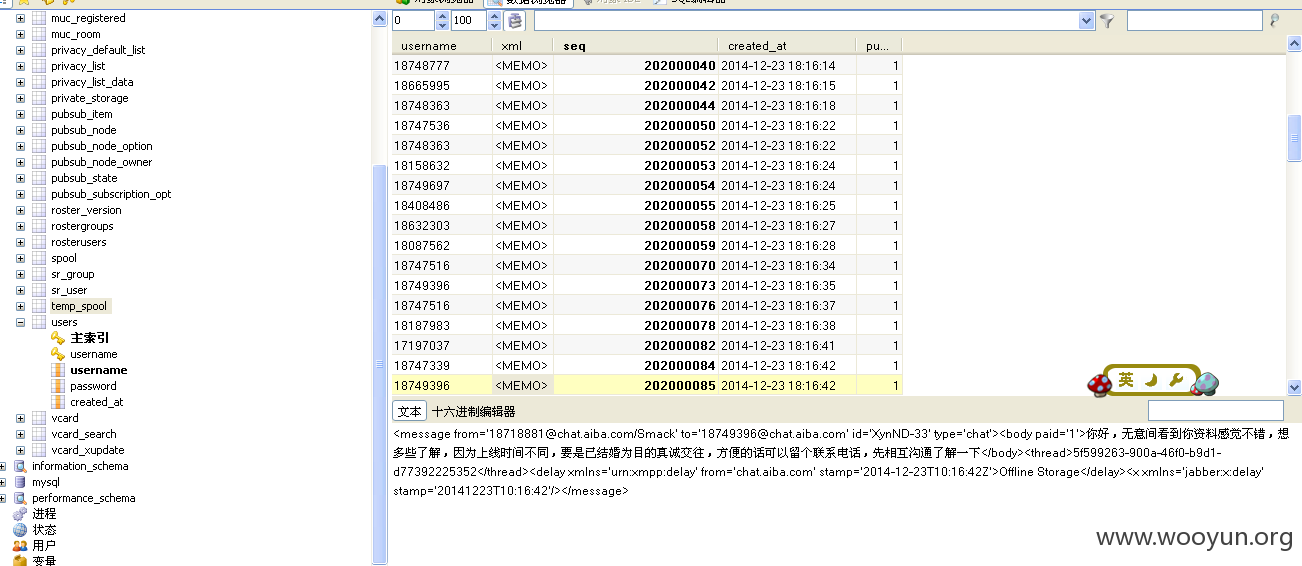 muc_registered
muc_room
privacy_default_list
privacy_list
privacy_list_data
private_storage
pubsub_item
pubsub_node
pubsub_node_option
pubsub_node_owner
pubsub_state
pubsub_subscription_opt
roster_version
rostergroups
rosterusers
spool
sr_group
sr_user
temp_spool
users
主索引
username
username
password
created_at
vcard
vcard_search
vcard_xupdate
information_schema
mysql
performance_schema
进程
状态
用户
变量
0 100
username xml seq created_at pu...
18748777 <MEMO> 202000040 2014-12-23 18:16:14 1
18665995 <MEMO> 202000042 2014-12-23 18:16:15 1
18748363 <MEMO> 202000044 2014-12-23 18:16:18 1
18747536 <MEMO> 202000050 2014-12-23 18:16:22 1
18748363 <MEMO> 202000052 2014-12-23 18:16:22 1
18158632 <MEMO> 202000053 2014-12-23 18:16:24 1
18749697 <MEMO> 202000054 2014-12-23 18:16:24 1
18408486 <MEMO> 202000055 2014-12-23 18:16:25 1
18632303 <MEMO> 202000058 2014-12-23 18:16:27 1
18087562 <MEMO> 202000059 2014-12-23 18:16:28 1
18747516 <MEMO> 202000070 2014-12-23 18:16:34 1
18749396 <MEMO> 202000073 2014-12-23 18:16:35 1
18747516 <MEMO> 202000076 2014-12-23 18:16:37 1
18187983 <MEMO> 202000078 2014-12-23 18:16:38 1
17197037 <MEMO> 202000082 2014-12-23 18:16:41 1
18747339 <MEMO> 202000084 2014-12-23 18:16:42 1
18749396 <MEMO> 202000085 2014-12-23 18:16:42 1
英
文本 十六进制编辑器
<message from='18718881@chat.aiba.com/Smack' to='18749396@chat.aiba.com' id='XynND-33' type='chat'><body paid='1'>你好，无意间看到你资料感觉不错，想
多些了解，因为上线时间不同，要是已结婚为目的真诚交往，方便的话可以留个联系电话，先相互沟通了解一下</body><thread>5f599263-900a-46f0-b9d1-
d77392225352</thread><delay xmlns='urn:xmpp:delay' from='chat.aiba.com' stamp='2014-12-23T10:16:42Z'>Offline Storage</delay><x xmlns='jabber:x:delay'
stamp='20141223T10:16:42'/></message>
www.wooyun.org